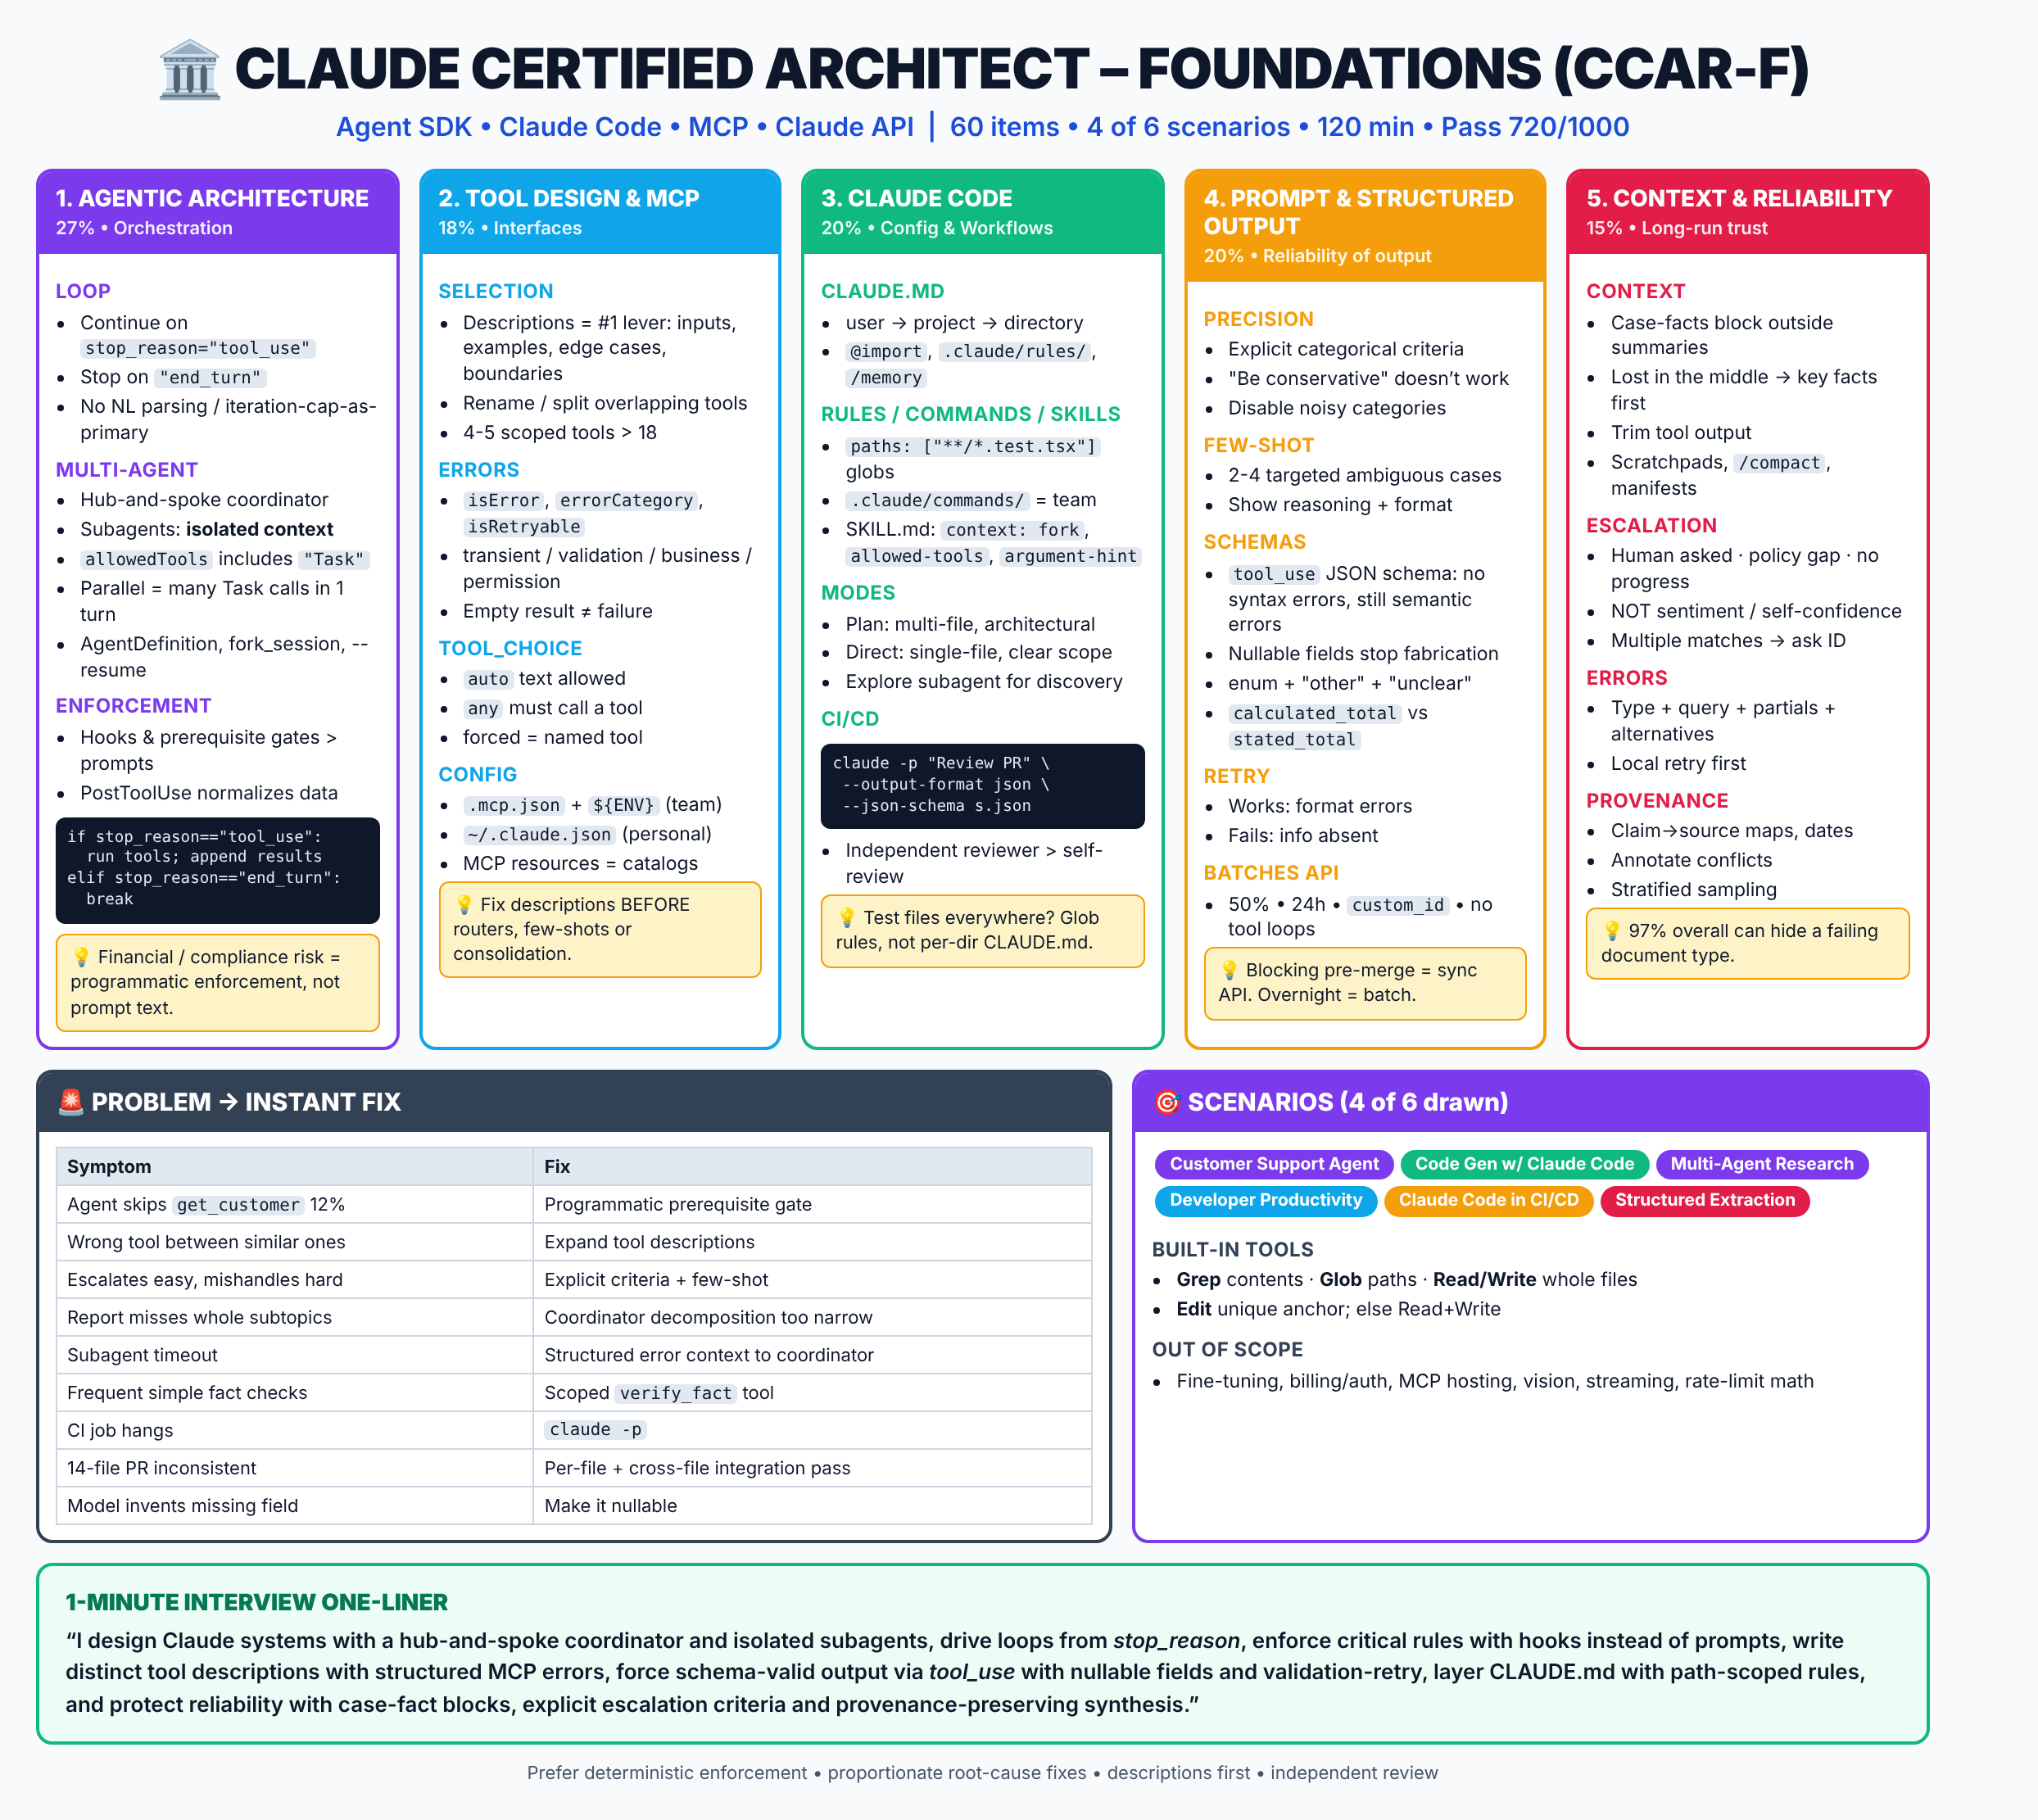 🏛️ CLAUDE CERTIFIED ARCHITECT – FOUNDATIONS (CCAR-F)
Agent SDK • Claude Code • MCP • Claude API | 60 items • 4 of 6 scenarios • 120 min • Pass 720/1000
1. AGENTIC ARCHITECTURE
27% • Orchestration
LOOP
• Continue on
stop_reason="tool_use"
• Stop on "end_turn"
• No NL parsing / iteration-cap-as-
primary
MULTI-AGENT
• Hub-and-spoke coordinator
• Subagents: isolated context
• allowedTools includes "Task"
• Parallel = many Task calls in 1
turn
• AgentDefinition, fork_session, --
resume
ENFORCEMENT
• Hooks & prerequisite gates >
prompts
• PostToolUse normalizes data
if stop_reason=="tool_use":
  run tools; append results
elif stop_reason=="end_turn":
  break
💡 Financial / compliance risk =
programmatic enforcement, not
prompt text.
2. TOOL DESIGN & MCP
18% • Interfaces
SELECTION
• Descriptions = #1 lever: inputs,
examples, edge cases,
boundaries
• Rename / split overlapping tools
• 4-5 scoped tools > 18
ERRORS
• isError, errorCategory,
isRetryable
• transient / validation / business /
permission
• Empty result ≠ failure
TOOL_CHOICE
• auto text allowed
• any must call a tool
• forced = named tool
CONFIG
• .mcp.json + ${ENV} (team)
• ~/.claude.json (personal)
• MCP resources = catalogs
💡 Fix descriptions BEFORE
routers, few-shots or
consolidation.
3. CLAUDE CODE
20% • Config & Workflows
CLAUDE.MD
• user → project → directory
• @import, .claude/rules/,
/memory
RULES / COMMANDS / SKILLS
• paths: ["**/*.test.tsx"]
globs
• .claude/commands/ = team
• SKILL.md: context: fork,
allowed-tools, argument-hint
MODES
• Plan: multi-file, architectural
• Direct: single-file, clear scope
• Explore subagent for discovery
CI/CD
claude -p "Review PR" \
 --output-format json \
 --json-schema s.json
• Independent reviewer > self-
review
💡 Test files everywhere? Glob
rules, not per-dir CLAUDE.md.
4. PROMPT & STRUCTURED
OUTPUT
20% • Reliability of output
PRECISION
• Explicit categorical criteria
• "Be conservative" doesn’t work
• Disable noisy categories
FEW-SHOT
• 2-4 targeted ambiguous cases
• Show reasoning + format
SCHEMAS
• tool_use JSON schema: no
syntax errors, still semantic
errors
• Nullable fields stop fabrication
• enum + "other" + "unclear"
• calculated_total vs
stated_total
RETRY
• Works: format errors
• Fails: info absent
BATCHES API
• 50% • 24h • custom_id • no
tool loops
💡 Blocking pre-merge = sync
API. Overnight = batch.
5. CONTEXT & RELIABILITY
15% • Long-run trust
CONTEXT
• Case-facts block outside
summaries
• Lost in the middle → key facts
first
• Trim tool output
• Scratchpads, /compact,
manifests
ESCALATION
• Human asked · policy gap · no
progress
• NOT sentiment / self-confidence
• Multiple matches → ask ID
ERRORS
• Type + query + partials +
alternatives
• Local retry first
PROVENANCE
• Claim→source maps, dates
• Annotate conflicts
• Stratified sampling
💡 97% overall can hide a failing
document type.
🚨 PROBLEM → INSTANT FIX
Symptom Fix
Agent skips get_customer 12% Programmatic prerequisite gate
Wrong tool between similar ones Expand tool descriptions
Escalates easy, mishandles hard Explicit criteria + few-shot
Report misses whole subtopics Coordinator decomposition too narrow
Subagent timeout Structured error context to coordinator
Frequent simple fact checks Scoped verify_fact tool
CI job hangs claude -p
14-file PR inconsistent Per-file + cross-file integration pass
Model invents missing field Make it nullable
🎯 SCENARIOS (4 of 6 drawn)
Customer Support Agent Code Gen w/ Claude Code Multi-Agent Research
Developer Productivity Claude Code in CI/CD Structured Extraction
BUILT-IN TOOLS
• Grep contents · Glob paths · Read/Write whole files
• Edit unique anchor; else Read+Write
OUT OF SCOPE
• Fine-tuning, billing/auth, MCP hosting, vision, streaming, rate-limit math
1-MINUTE INTERVIEW ONE-LINER
“I design Claude systems with a hub-and-spoke coordinator and isolated subagents, drive loops from stop_reason, enforce critical rules with hooks instead of prompts, write
distinct tool descriptions with structured MCP errors, force schema-valid output via tool_use with nullable fields and validation-retry, layer CLAUDE.md with path-scoped rules,
and protect reliability with case-fact blocks, explicit escalation criteria and provenance-preserving synthesis.”
Prefer deterministic enforcement • proportionate root-cause fixes • descriptions first • independent review